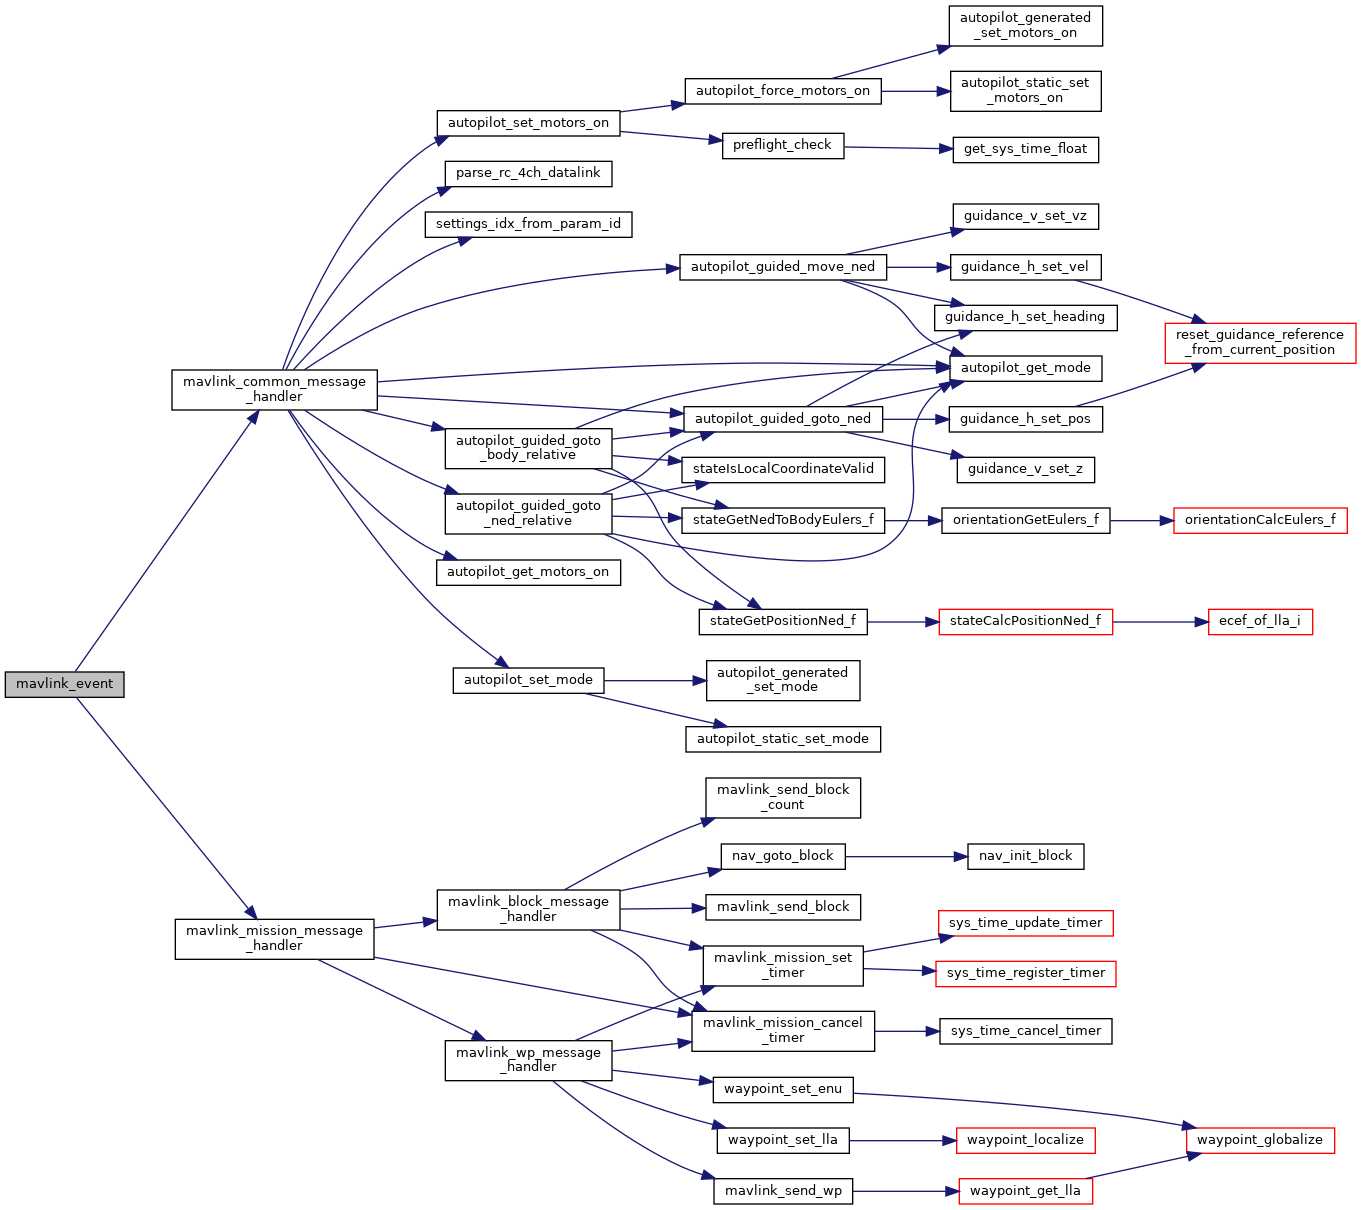 autopilot_generated
_set_motors_on
autopilot_force_motors_on
autopilot_static_set
_motors_on
autopilot_set_motors_on
preflight_check
get_sys_time_float
parse_rc_4ch_datalink
settings_idx_from_param_id
guidance_v_set_vz
autopilot_guided_move_ned
guidance_h_set_vel
guidance_h_set_heading
reset_guidance_reference
_from_current_position
autopilot_get_mode
mavlink_common_message
_handler
autopilot_guided_goto_ned
guidance_h_set_pos
autopilot_guided_goto
_body_relative
stateIsLocalCoordinateValid
guidance_v_set_z
autopilot_guided_goto
_ned_relative
stateGetNedToBodyEulers_f
orientationGetEulers_f
orientationCalcEulers_f
autopilot_get_motors_on
stateGetPositionNed_f
stateCalcPositionNed_f
ecef_of_lla_i
mavlink_event
autopilot_set_mode
autopilot_generated
_set_mode
autopilot_static_set_mode
mavlink_send_block
_count
nav_goto_block
nav_init_block
mavlink_block_message
_handler
mavlink_send_block
mavlink_mission_message
_handler
mavlink_mission_set
_timer
sys_time_update_timer
sys_time_register_timer
mavlink_mission_cancel
_timer
sys_time_cancel_timer
mavlink_wp_message
_handler
waypoint_set_enu
waypoint_set_lla
waypoint_localize
waypoint_globalize
mavlink_send_wp
waypoint_get_lla